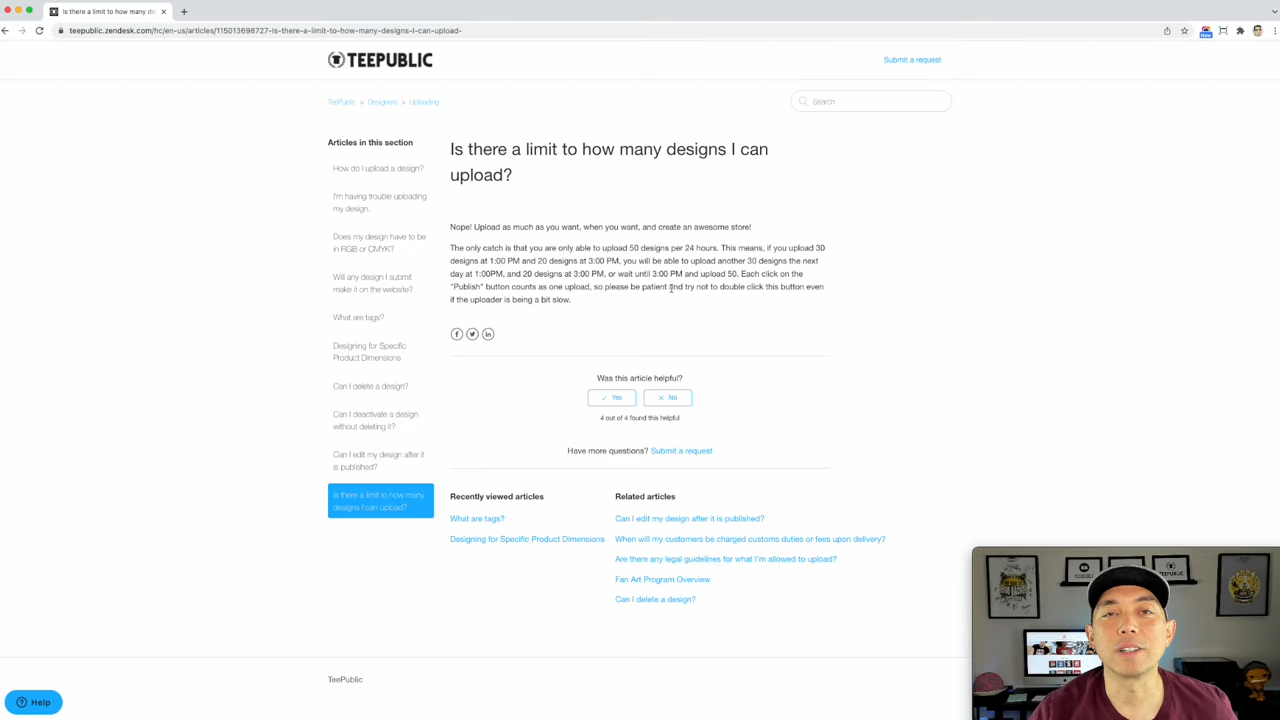 Is there a limit to how many de
teepublic.zendesk.com/hc/en-us/articles/115013698727-Is-there-a-limit-to-how-many-designs-I-can-upload-
New
TEEPUBLIC
Submit a request
TeePublic > Designers > Uploading
Search
Articles in this section
How do I upload a design?
I'm having trouble uploading
my design.
Does my design have to be
in RGB or CMYK?
Will any design I submit
make it on the website?
What are tags?
Designing for Specific
Product Dimensions
Can I delete a design?
Can I deactivate a design
without deleting it?
Can I edit my design after it
is published?
Is there a limit to how many
designs I can upload?
Is there a limit to how many designs I can
upload?
Nope! Upload as much as you want, when you want, and create an awesome store!
The only catch is that you are only able to upload 50 designs per 24 hours. This means, if you upload 30
designs at 1:00 PM and 20 designs at 3:00 PM, you will be able to upload another 30 designs the next
day at 1:00PM, and 20 designs at 3:00 PM, or wait until 3:00 PM and upload 50. Each click on the
"Publish" button counts as one upload, so please be patient and try not to double click this button even
if the uploader is being a bit slow.
Was this article helpful?
Yes
No
4 out of 4 found this helpful
Have more questions? Submit a request
Recently viewed articles
What are tags?
Designing for Specific Product Dimensions
Related articles
Can I edit my design after it is published?
When will my customers be charged customs duties or fees upon delivery?
Are there any legal guidelines for what I'm allowed to upload?
Fan Art Program Overview
Can I delete a design?
TeePublic
Help